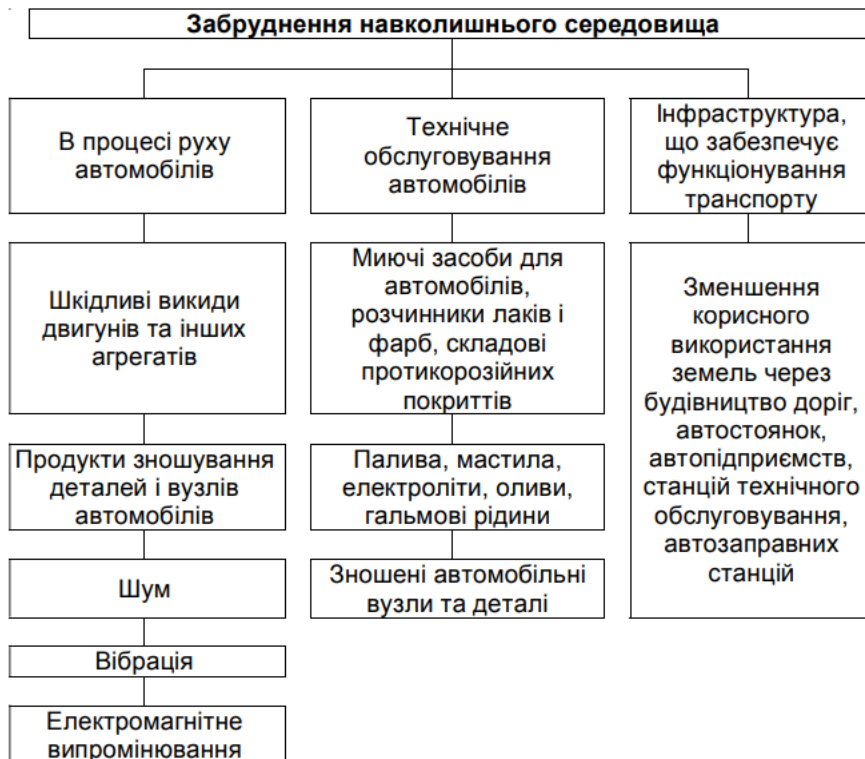 Забруднення навколишнього середовища
В процесі руху
автомобілів
Технічне
обслуговування
автомобілів
Інфраструктура,
що забезпечує
функціонування
транспорту
Шкідливі викиди
двигунів та інших
агрегатів
Миючі засоби для
автомобілів,
розчинники лаків і
фарб, складові
протикорозійних
покриттів
Зменшення
корисного
використання
земель через
будівництво доріг,
автостоянок,
автопідприємств,
станцій технічного
обслуговування,
автозаправних
станцій
Продукти зношування
деталей і вузлів
автомобілів
Палива, мастила,
електроліти, оливи,
гальмові рідини
Шум
Зношені автомобільні
вузли та деталі
Вібрація
Електромагнітне
випромінювання